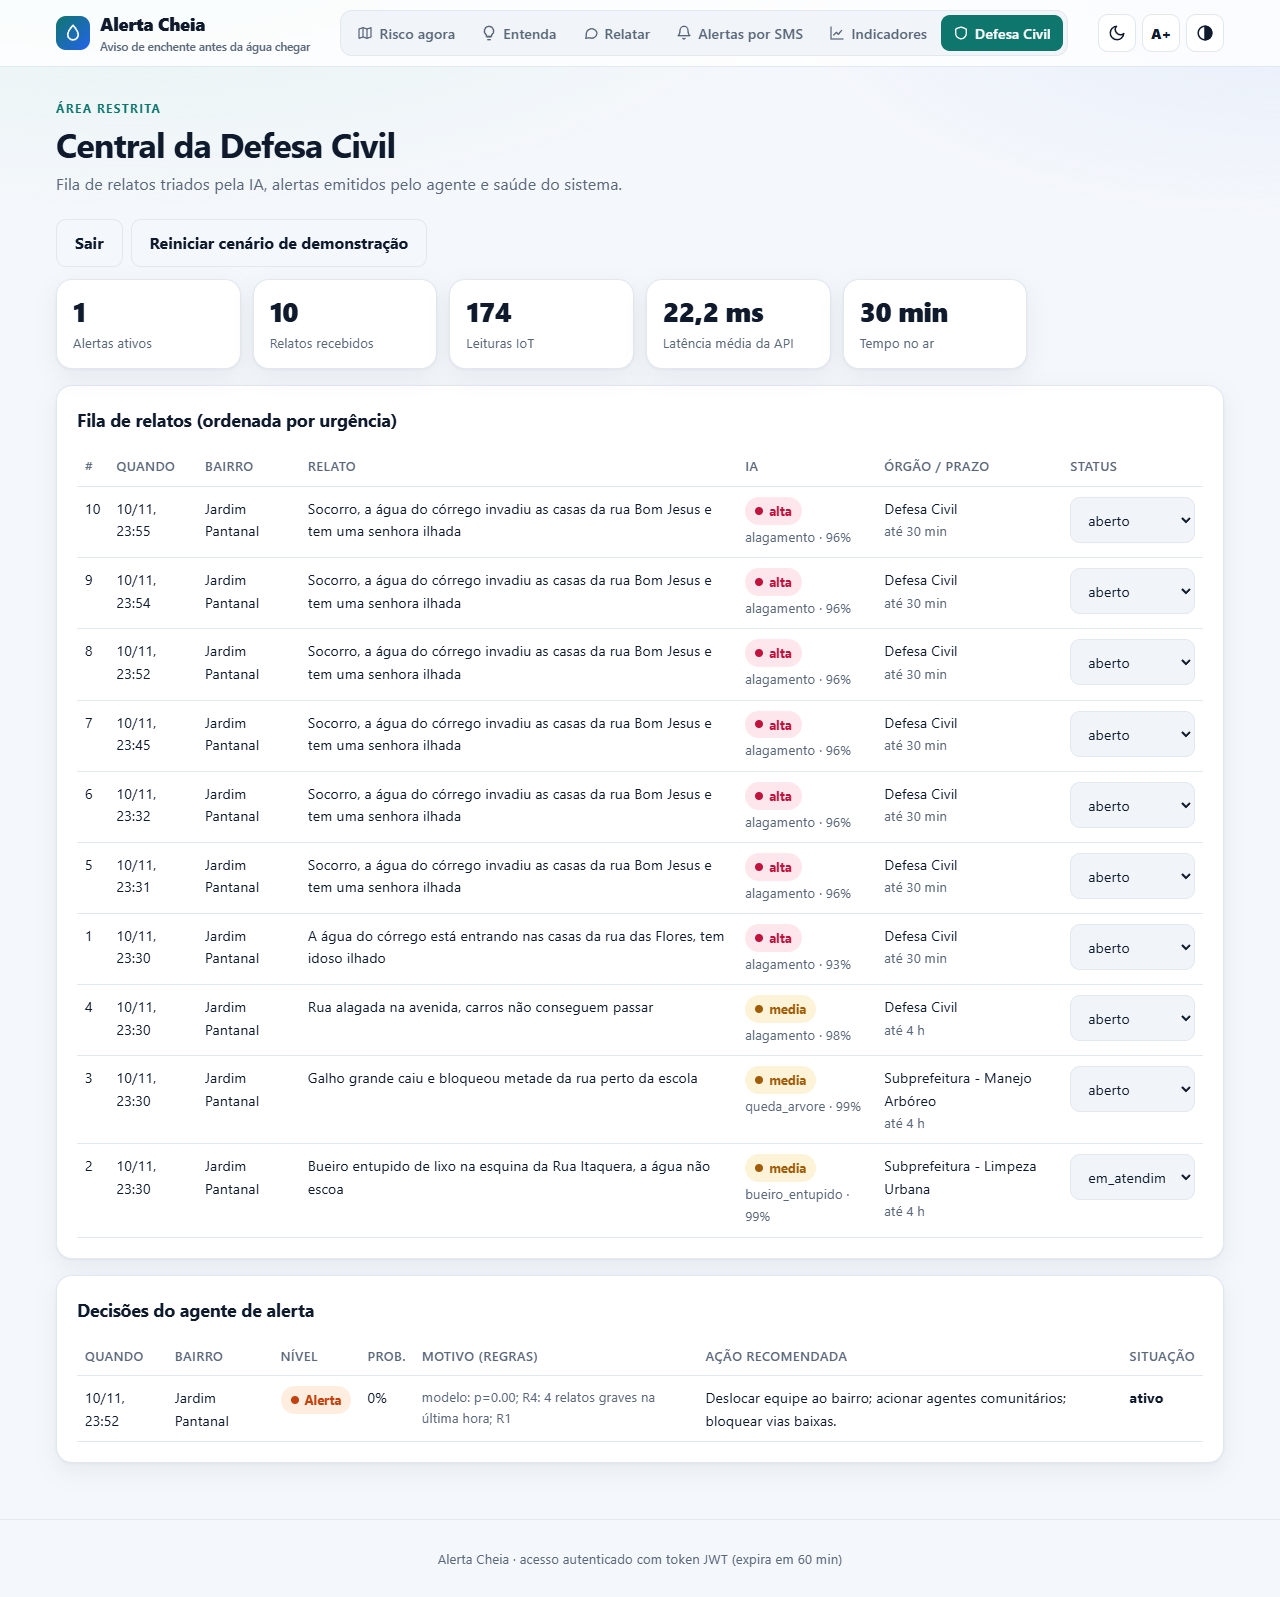 Alerta Cheia
Aviso de enchente antes da água chegar
Risco agora
Entenda
Relatar
Alertas por SMS
Indicadores
Defesa Civil
A+
ÁREA RESTRITA
Central da Defesa Civil
Fila de relatos triados pela IA, alertas emitidos pelo agente e saúde do sistema.
Sair
Reiniciar cenário de demonstração
1
Alertas ativos
10
Relatos recebidos
174
Leituras IoT
22,2 ms
Latência média da API
30 min
Tempo no ar
Fila de relatos (ordenada por urgência)
# QUANDO BAIRRO RELATO IA ÓRGÃO / PRAZO STATUS
10 10/11, Jardim Socorro, a água do córrego invadiu as casas da rua Bom Jesus e alta Defesa Civil aberto
23:55 Pantanal tem uma senhora ilhada alagamento · 96% até 30 min
9 10/11, Jardim Socorro, a água do córrego invadiu as casas da rua Bom Jesus e alta Defesa Civil aberto
23:54 Pantanal tem uma senhora ilhada alagamento · 96% até 30 min
8 10/11, Jardim Socorro, a água do córrego invadiu as casas da rua Bom Jesus e alta Defesa Civil aberto
23:52 Pantanal tem uma senhora ilhada alagamento · 96% até 30 min
7 10/11, Jardim Socorro, a água do córrego invadiu as casas da rua Bom Jesus e alta Defesa Civil aberto
23:45 Pantanal tem uma senhora ilhada alagamento · 96% até 30 min
6 10/11, Jardim Socorro, a água do córrego invadiu as casas da rua Bom Jesus e alta Defesa Civil aberto
23:32 Pantanal tem uma senhora ilhada alagamento · 96% até 30 min
5 10/11, Jardim Socorro, a água do córrego invadiu as casas da rua Bom Jesus e alta Defesa Civil aberto
23:31 Pantanal tem uma senhora ilhada alagamento · 96% até 30 min
1 10/11, Jardim A água do córrego está entrando nas casas da rua das Flores, tem alta Defesa Civil aberto
23:30 Pantanal idoso ilhado alagamento · 93% até 30 min
4 10/11, Jardim Rua alagada na avenida, carros não conseguem passar media Defesa Civil aberto
23:30 Pantanal alagamento · 98% até 4 h
3 10/11, Jardim Galho grande caiu e bloqueou metade da rua perto da escola media Subprefeitura - Manejo aberto
23:30 Pantanal queda_arvore · 99% Arbóreo
até 4 h
2 10/11, Jardim Bueiro entupido de lixo na esquina da Rua Itaquera, a água não media Subprefeitura - Limpeza em_atendim
23:30 Pantanal escoa bueiro_entupido · Urbana
99% até 4 h
Decisões do agente de alerta
QUANDO BAIRRO NÍVEL PROB. MOTIVO (REGRAS) AÇÃO RECOMENDADA SITUAÇÃO
10/11, Jardim Alerta 0% modelo: p=0.00; R4: 4 relatos graves na Deslocar equipe ao bairro; acionar agentes comunitários; ativo
23:52 Pantanal última hora; R1 bloquear vias baixas.
Alerta Cheia · acesso autenticado com token JWT (expira em 60 min)